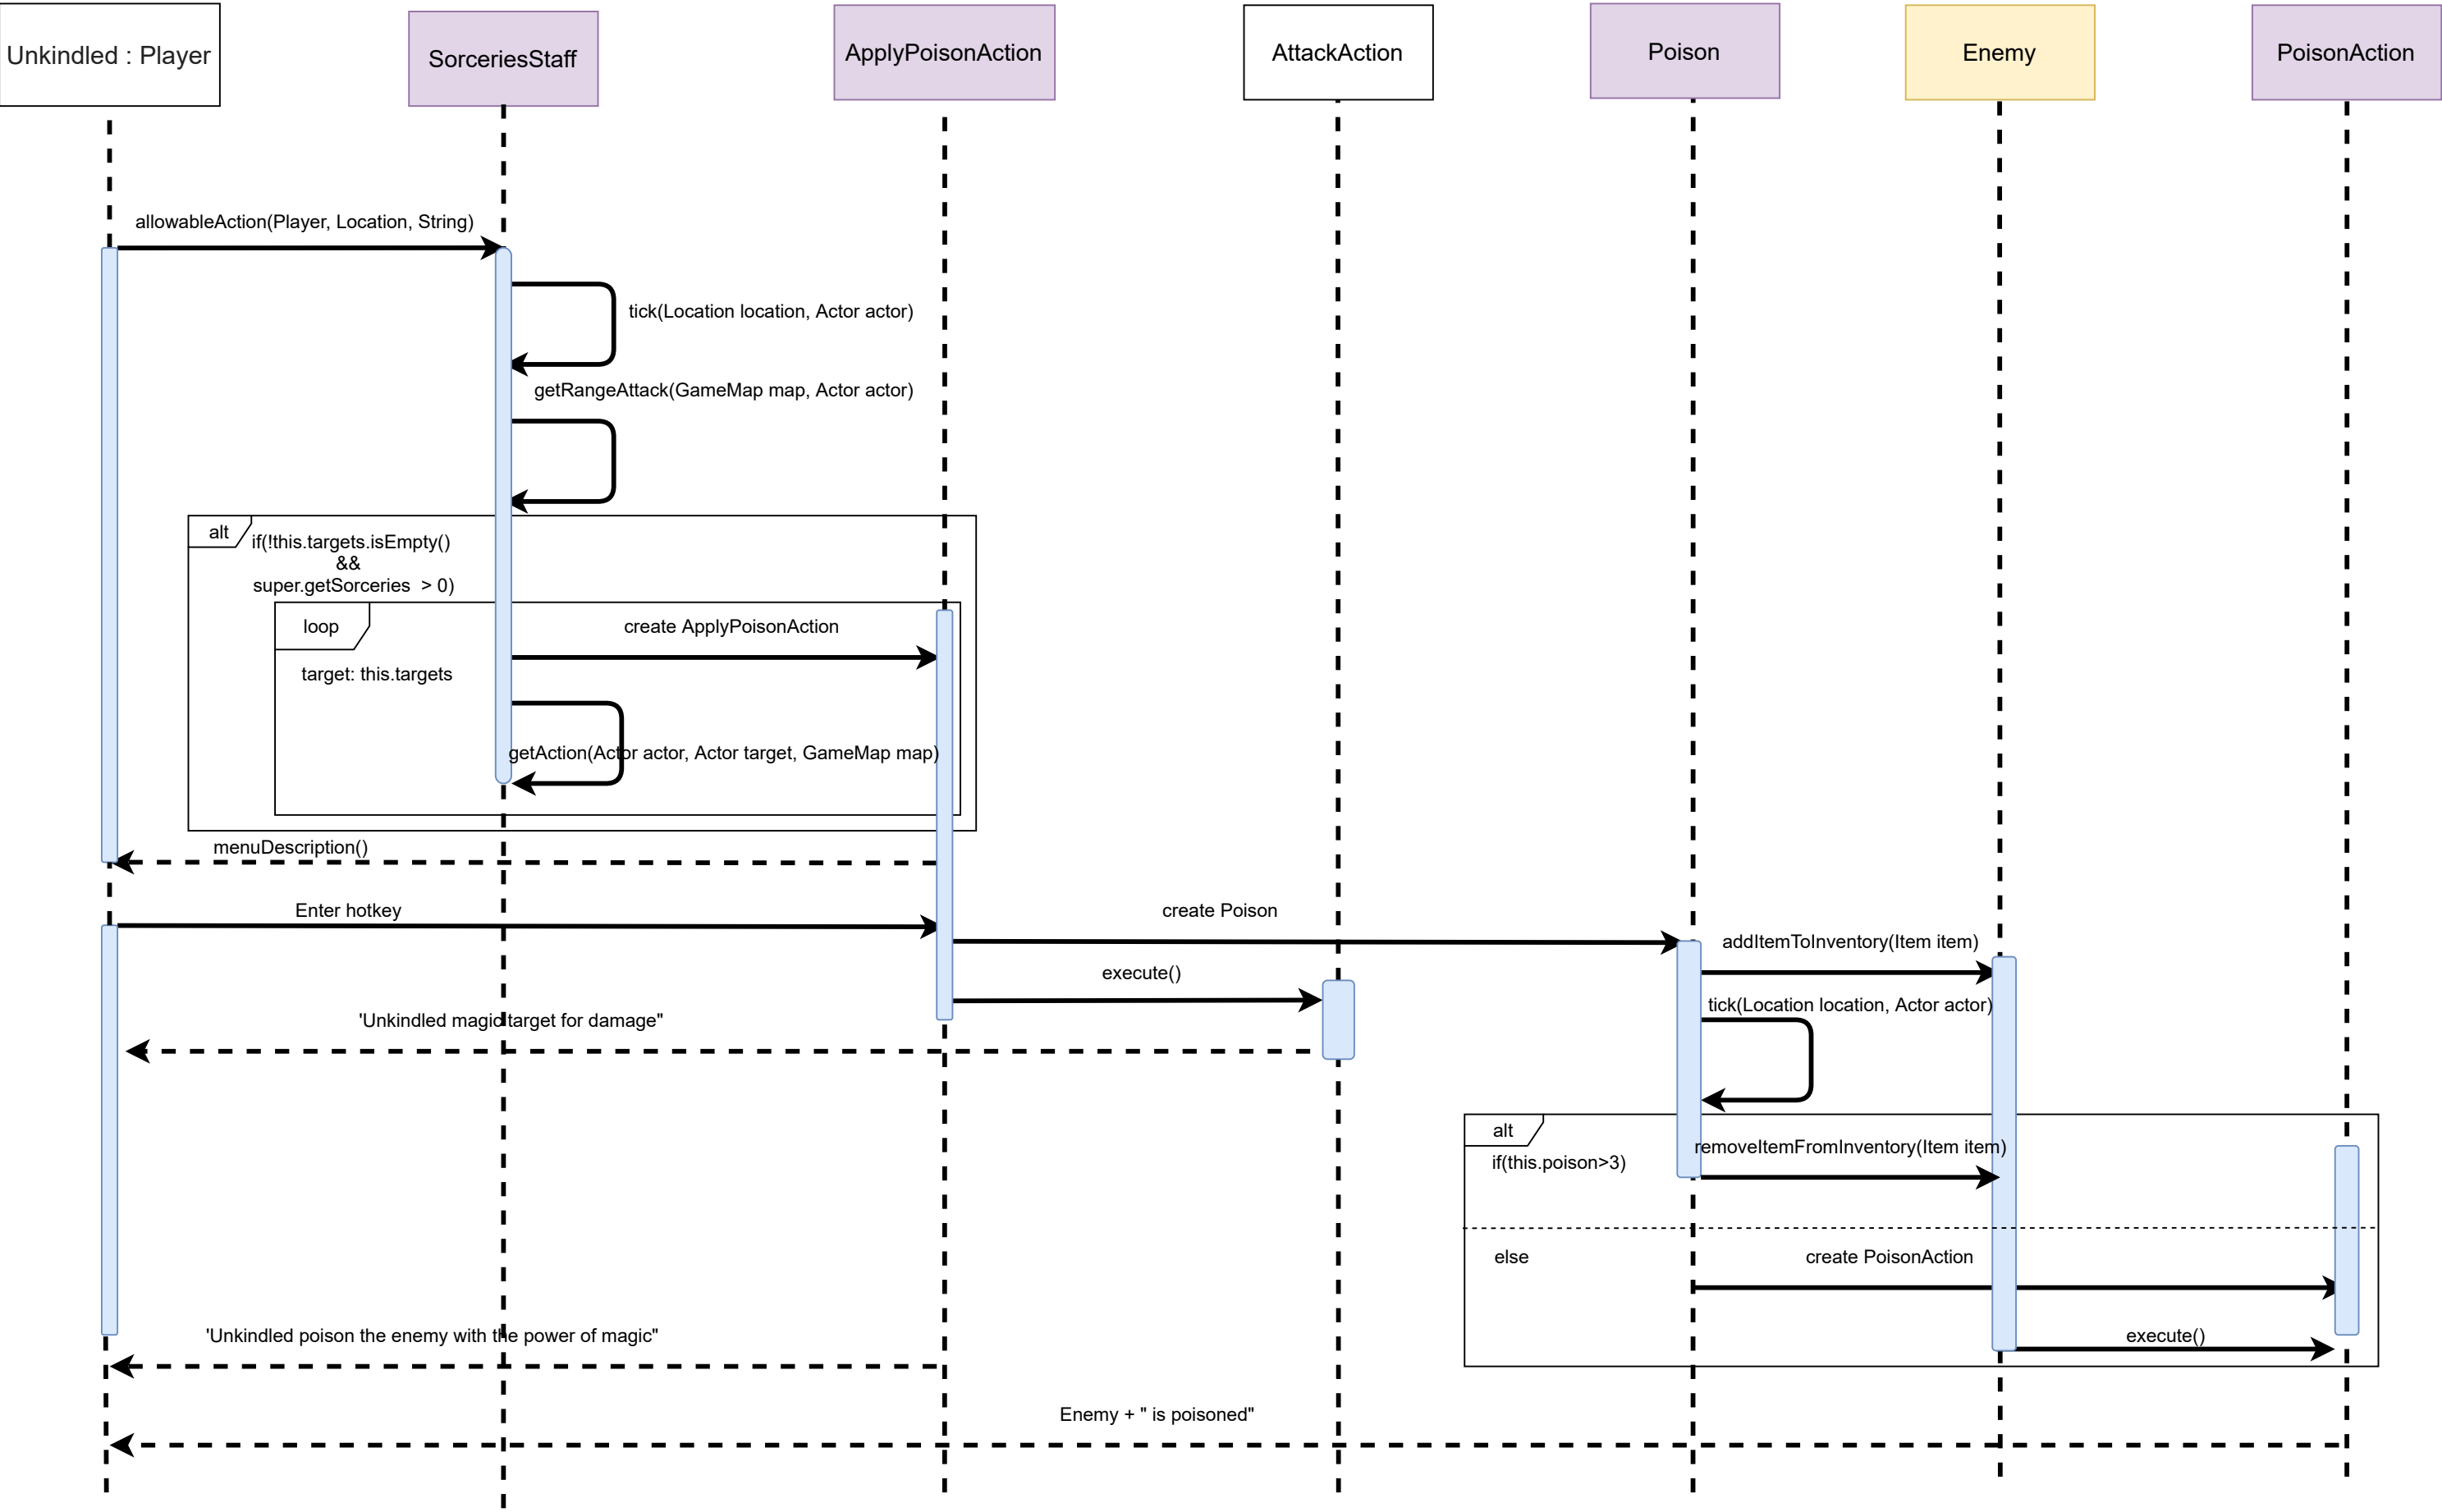 Unkindled : Player
SorceriesStaff
ApplyPoisonAction
AttackAction
Poison
Enemy
PoisonAction
allowableAction(Player, Location, String)
tick(Location location, Actor actor)
getRangeAttack(GameMap map, Actor actor)
alt
if(!this.targets.isEmpty()
&&
super.getSorceries > 0)
loop
create ApplyPoisonAction
target: this.targets
getAction(Actor actor, Actor target, GameMap map)
menuDescription()
Enter hotkey
create Poison
addItemToInventory(Item item)
execute()
tick(Location location, Actor actor)
'Unkindled magic target for damage"
alt
removeItemFromInventory(Item item)
if(this.poison>3)
else
create PoisonAction
'Unkindled poison the enemy with the power of magic"
execute()
Enemy + " is poisoned"